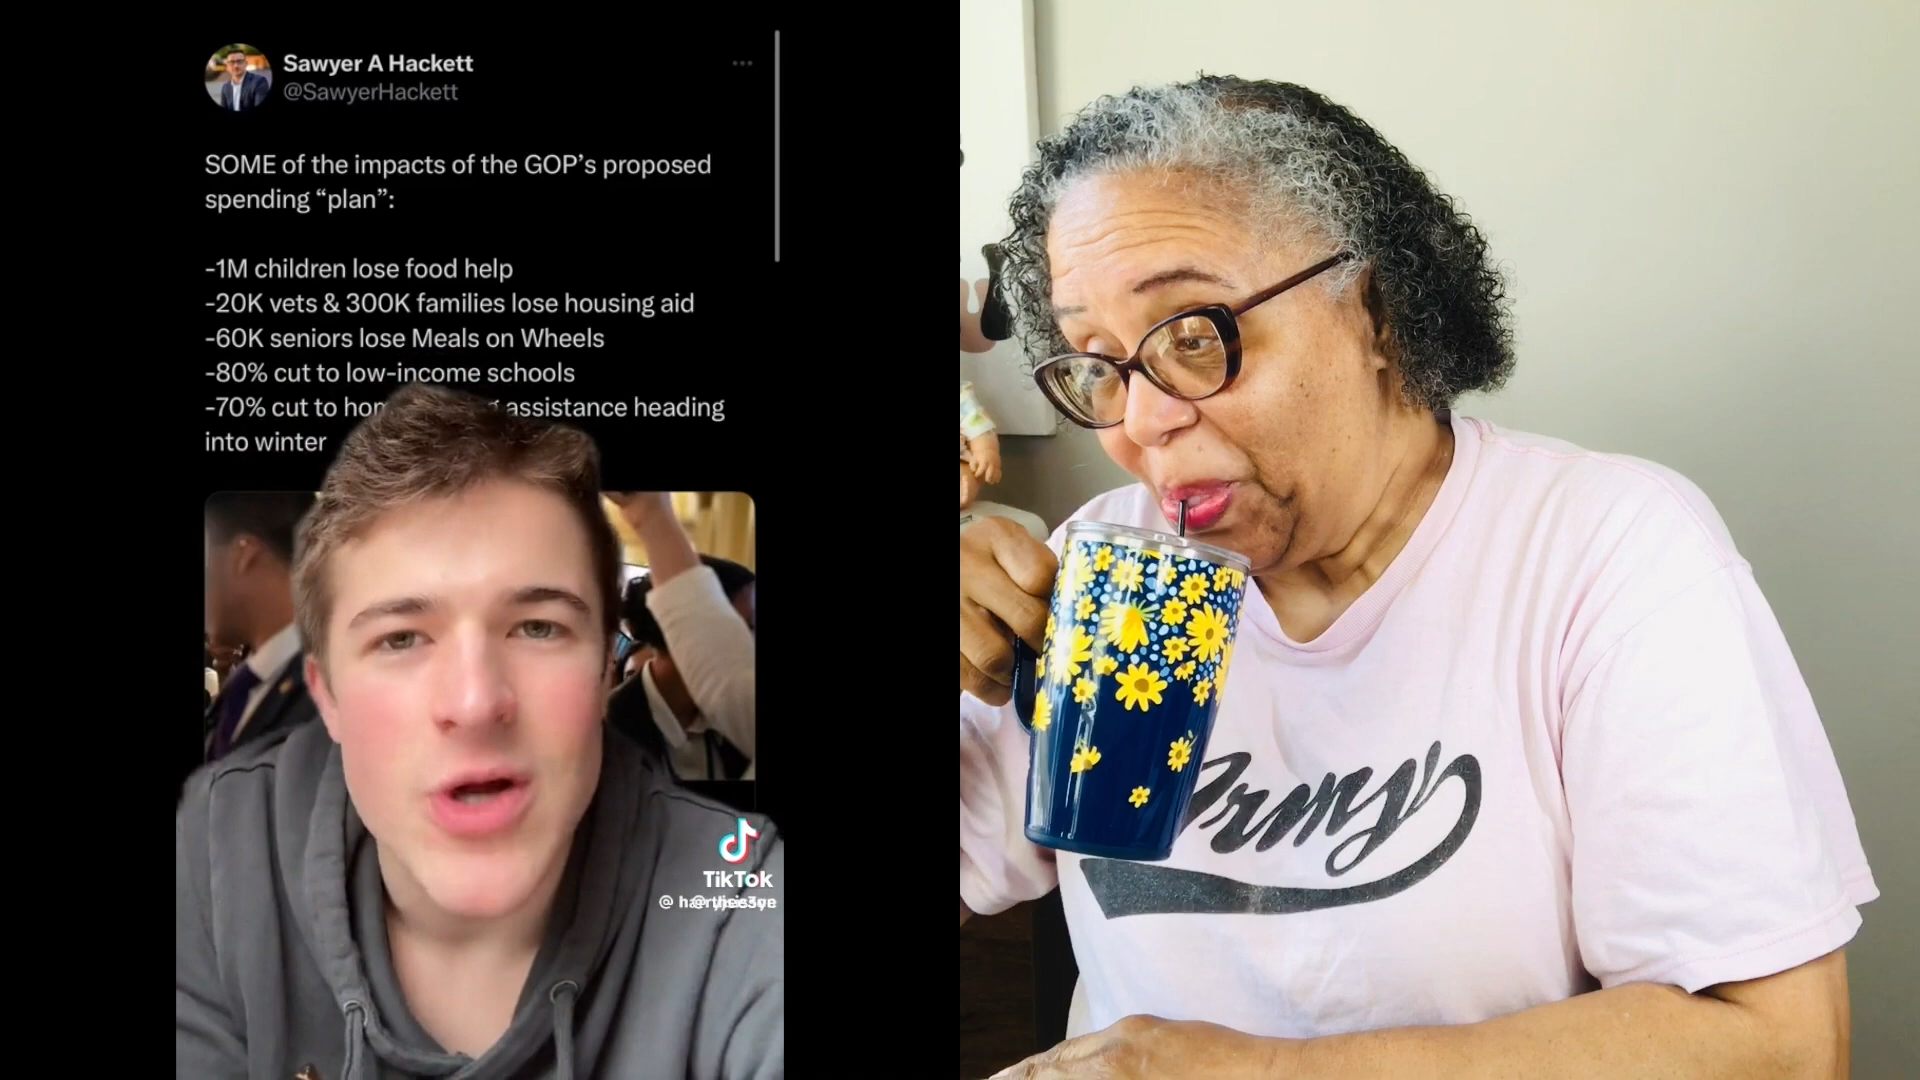 Sawyer A Hackett
@SawyerHackett
SOME of the impacts of the GOP’s proposed
spending “plan”:
-1M children lose food help
-20K vets & 300K families lose housing aid
-60K seniors lose Meals on Wheels
-80% cut to low-income schools
-70% cut to assistance heading
into winter
TikTok